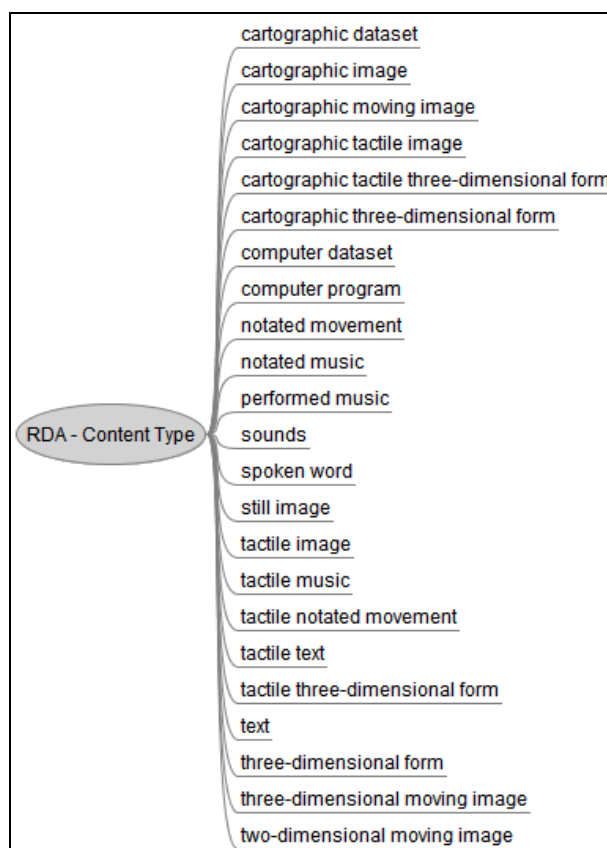 cartographic dataset
cartographic image
cartographic moving image
cartographic tactile image
cartographic tactile three-dimensional form
cartographic three-dimensional form
computer dataset
computer program
notated movement
notated music
performed music
RDA - Content Type
sounds
spoken word
still image
tactile image
tactile music
tactile notated movement
tactile text
tactile three-dimensional form
text
three-dimensional form
three-dimensional moving image
two-dimensional moving image